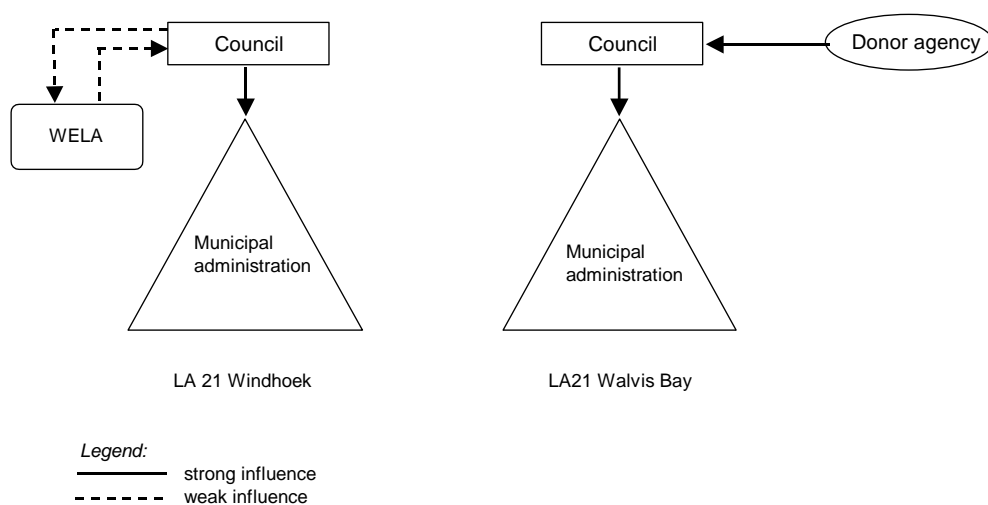 Council
WELA
Municipal
administration
LA 21 Windhoek
Council
Donor agency
Municipal
administration
LA21 Walvis Bay
Legend:
strong influence
weak influence